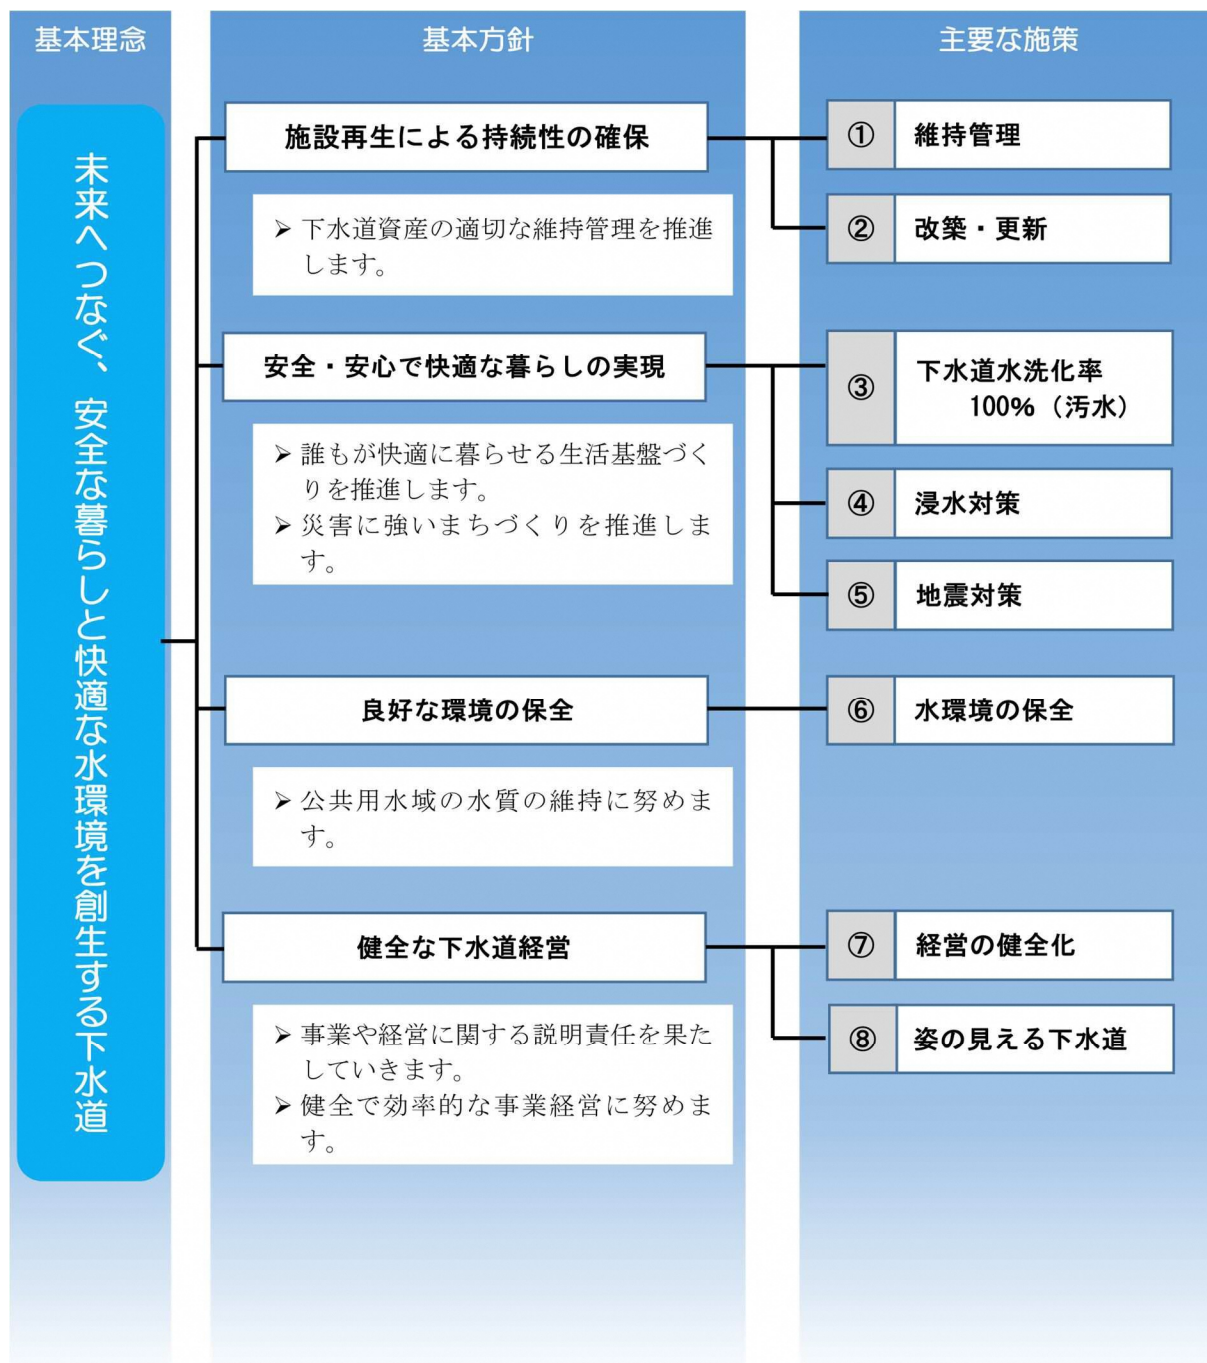 基本理念
未来へつなぐ、安全な暮らしと快適な水環境を創生する下水道
基本方針
施設再生による持続性の確保
➢ 下水道資産の適切な維持管理を推進
します。
安全・安心で快適な暮らしの実現
➢ 誰もが快適に暮らせる生活基盤づく
りを推進します。
➢ 災害に強いまちづくりを推進しま
す。
良好な環境の保全
➢ 公共用水域の水質の維持に努めま
す。
健全な下水道経営
➢ 事業や経営に関する説明責任を果た
していきます。
➢ 健全で効率的な事業経営に努めま
す。
主要な施策
① 維持管理
② 改築・更新
③ 下水道水洗化率
100%（汚水）
④ 浸水対策
⑤ 地震対策
⑥ 水環境の保全
⑦ 経営の健全化
⑧ 姿の見える下水道